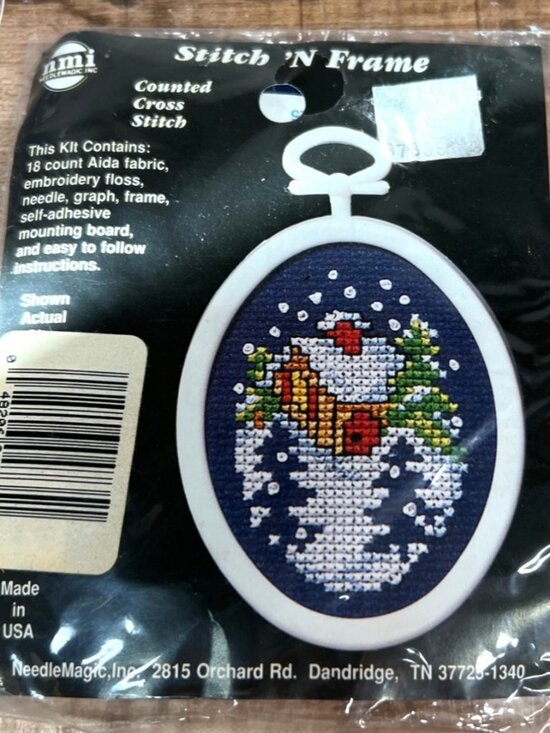 nmi
NEEDLEMAGIC INC
Stitch 'N Frame
Counted
Cross
Stitch
This KIt Contains:
18 count Aida fabric,
embroidery floss,
needle, graph, frame,
self-adhesive
mounting board,
and easy to follow
instructions.
Shown
Actual
Made
in
USA
NeedleMagic,Inc. 2815 Orchard Rd. Dandridge, TN 37725-1340